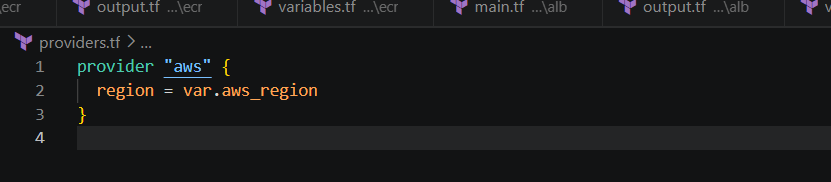 ...\ecr output.tf ...\ecr variables.tf ...\ecr main.tf ...\alb output.tf ...\alb
providers.tf > ...
1 provider "aws" {
2 region = var.aws_region
3 }
4